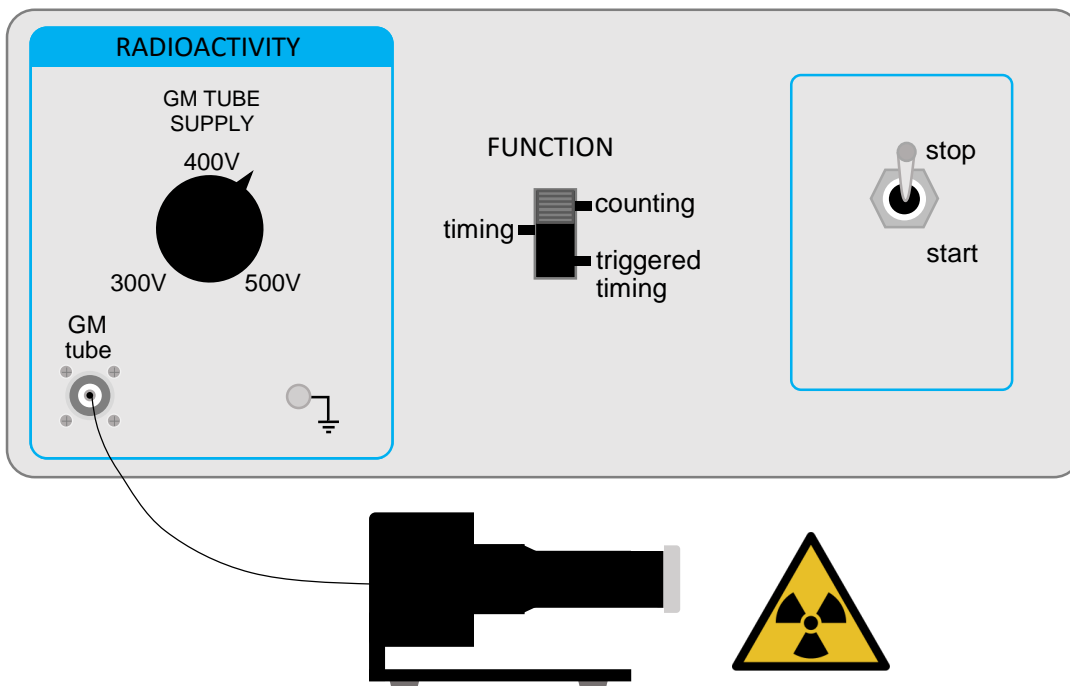 RADIOACTIVITY
GM TUBE
SUPPLY
400V
300V
500V
GM
tube
FUNCTION
counting
timing
triggered
timing
stop
start